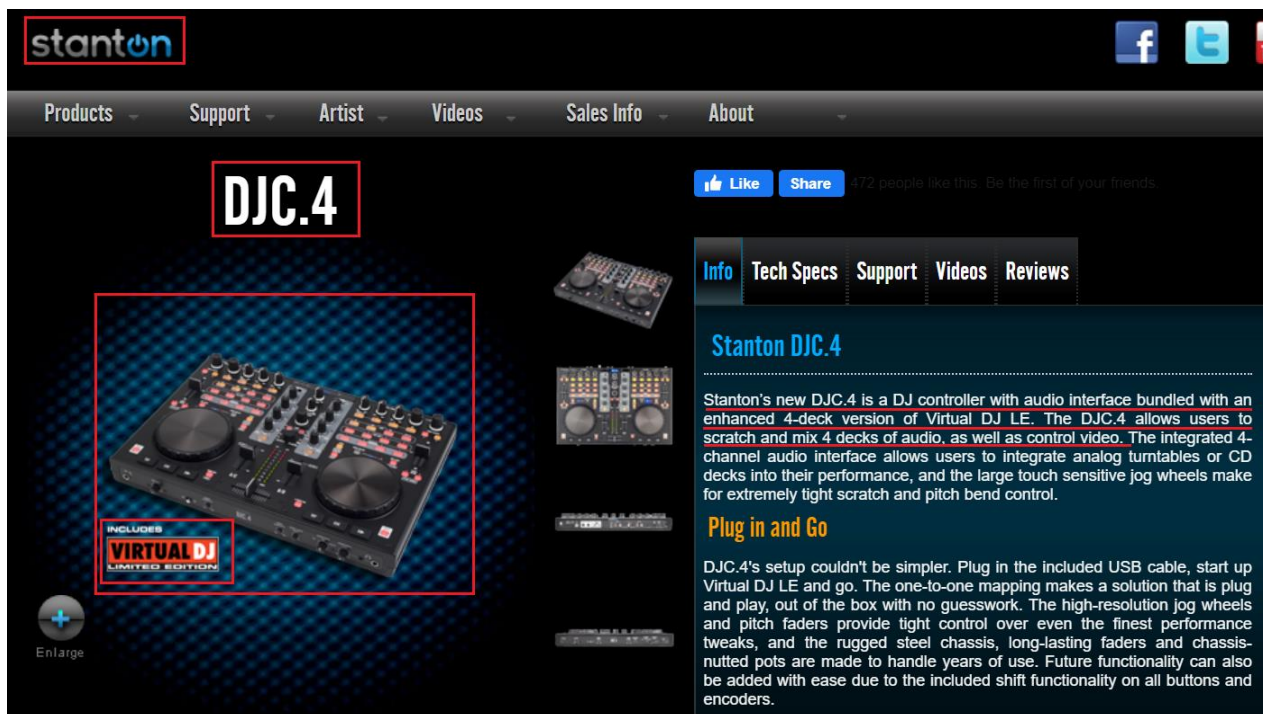 stanton
Products Support Artist Videos Sales Info About
DJC.4
Like Share 472 people like this. Be the first of your friends.
Info Tech Specs Support Videos Reviews
Stanton DJC.4
Stanton's new DJC.4 is a DJ controller with audio interface bundled with an
enhanced 4-deck version of Virtual DJ LE. The DJC.4 allows users to
scratch and mix 4 decks of audio, as well as control video. The integrated 4-
channel audio interface allows users to integrate analog turntables or CD
decks into their performance, and the large touch sensitive jog wheels make
for extremely tight scratch and pitch bend control.
Plug in and Go
DJC.4's setup couldn't be simpler. Plug in the included USB cable, start up
Virtual DJ LE and go. The one-to-one mapping makes a solution that is plug
and play, out of the box with no guesswork. The high-resolution jog wheels
and pitch faders provide tight control over even the finest performance
tweaks, and the rugged steel chassis, long-lasting faders and chassis-
nutted pots are made to handle years of use. Future functionality can also
be added with ease due to the included shift functionality on all buttons and
encoders.
DJC.4
INCLUDES
VIRTUAL DJ
LIMITED EDITION
Enlarge